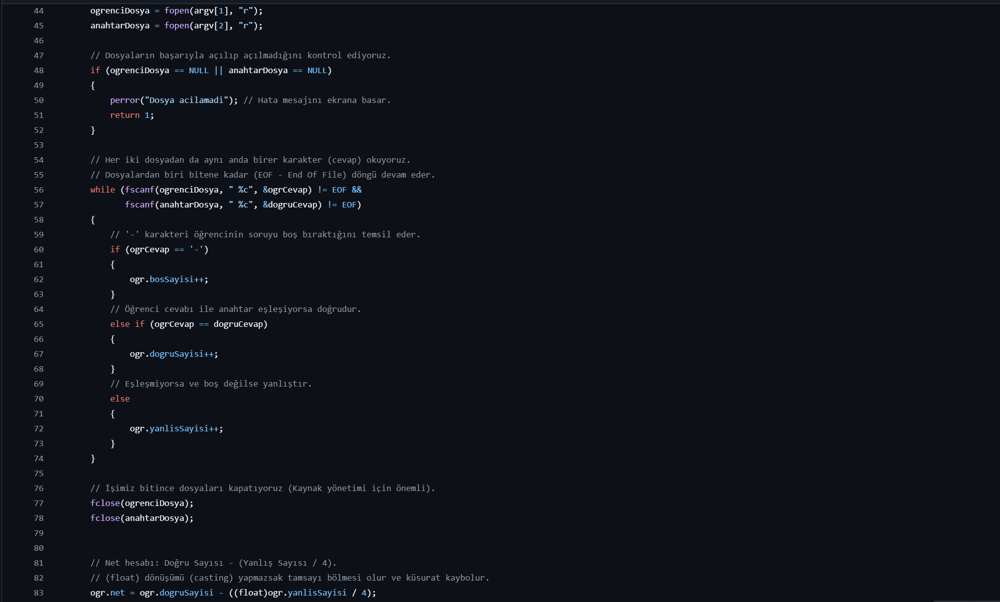 44 ogrenciDosya = fopen(argv[1], "r");
45 anahtarDosya = fopen(argv[2], "r");
46
47 // Dosyaların başarıyla açılıp açılmadığını kontrol ediyoruz.
48 if (ogrenciDosya == NULL || anahtarDosya == NULL)
49 {
50 perror("Dosya acilamadi"); // Hata mesajını ekrana basar.
51 return 1;
52 }
53
54 // Her iki dosyadan da aynı anda birer karakter (cevap) okuyoruz.
55 // Dosyalardan biri bitene kadar (EOF - End Of File) döngü devam eder.
56 while (fscanf(ogrenciDosya, " %c", &ogrCevap) != EOF &&
57 fscanf(anahtarDosya, " %c", &dogruCevap) != EOF)
58 {
59 // '-' karakteri öğrencinin soruyu boş bıraktığını temsil eder.
60 if (ogrCevap == '-')
61 {
62 ogr.bosSayisi++;
63 }
64 // Öğrenci cevabı ile anahtar eşleşiyorsa doğrudur.
65 else if (ogrCevap == dogruCevap)
66 {
67 ogr.dogruSayisi++;
68 }
69 // Eşleşmiyorsa ve boş değilse yanlıştır.
70 else
71 {
72 ogr.yanlisSayisi++;
73 }
74 }
75
76 // İşimiz bitince dosyaları kapatıyoruz (Kaynak yönetimi için önemli).
77 fclose(ogrenciDosya);
78 fclose(anahtarDosya);
79
80
81 // Net hesabı: Doğru Sayısı - (Yanlış Sayısı / 4).
82 // (float) dönüşümü (casting) yapmazsak tamsayı bölmesi olur ve küsurat kaybolur.
83 ogr.net = ogr.dogruSayisi - ((float)ogr.yanlisSayisi / 4);